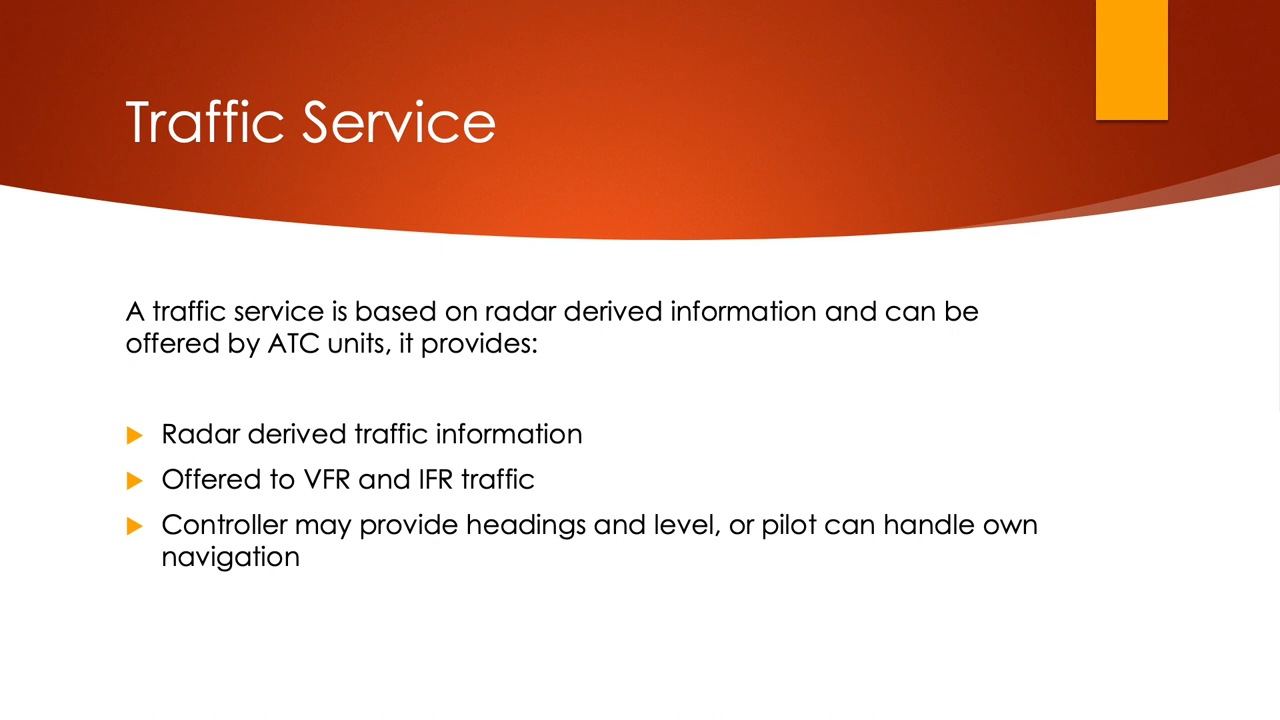 Traffic Service
A traffic service is based on radar derived information and can be
offered by ATC units, it provides:
Radar derived traffic information
Offered to VFR and IFR traffic
Controller may provide headings and level, or pilot can handle own
navigation